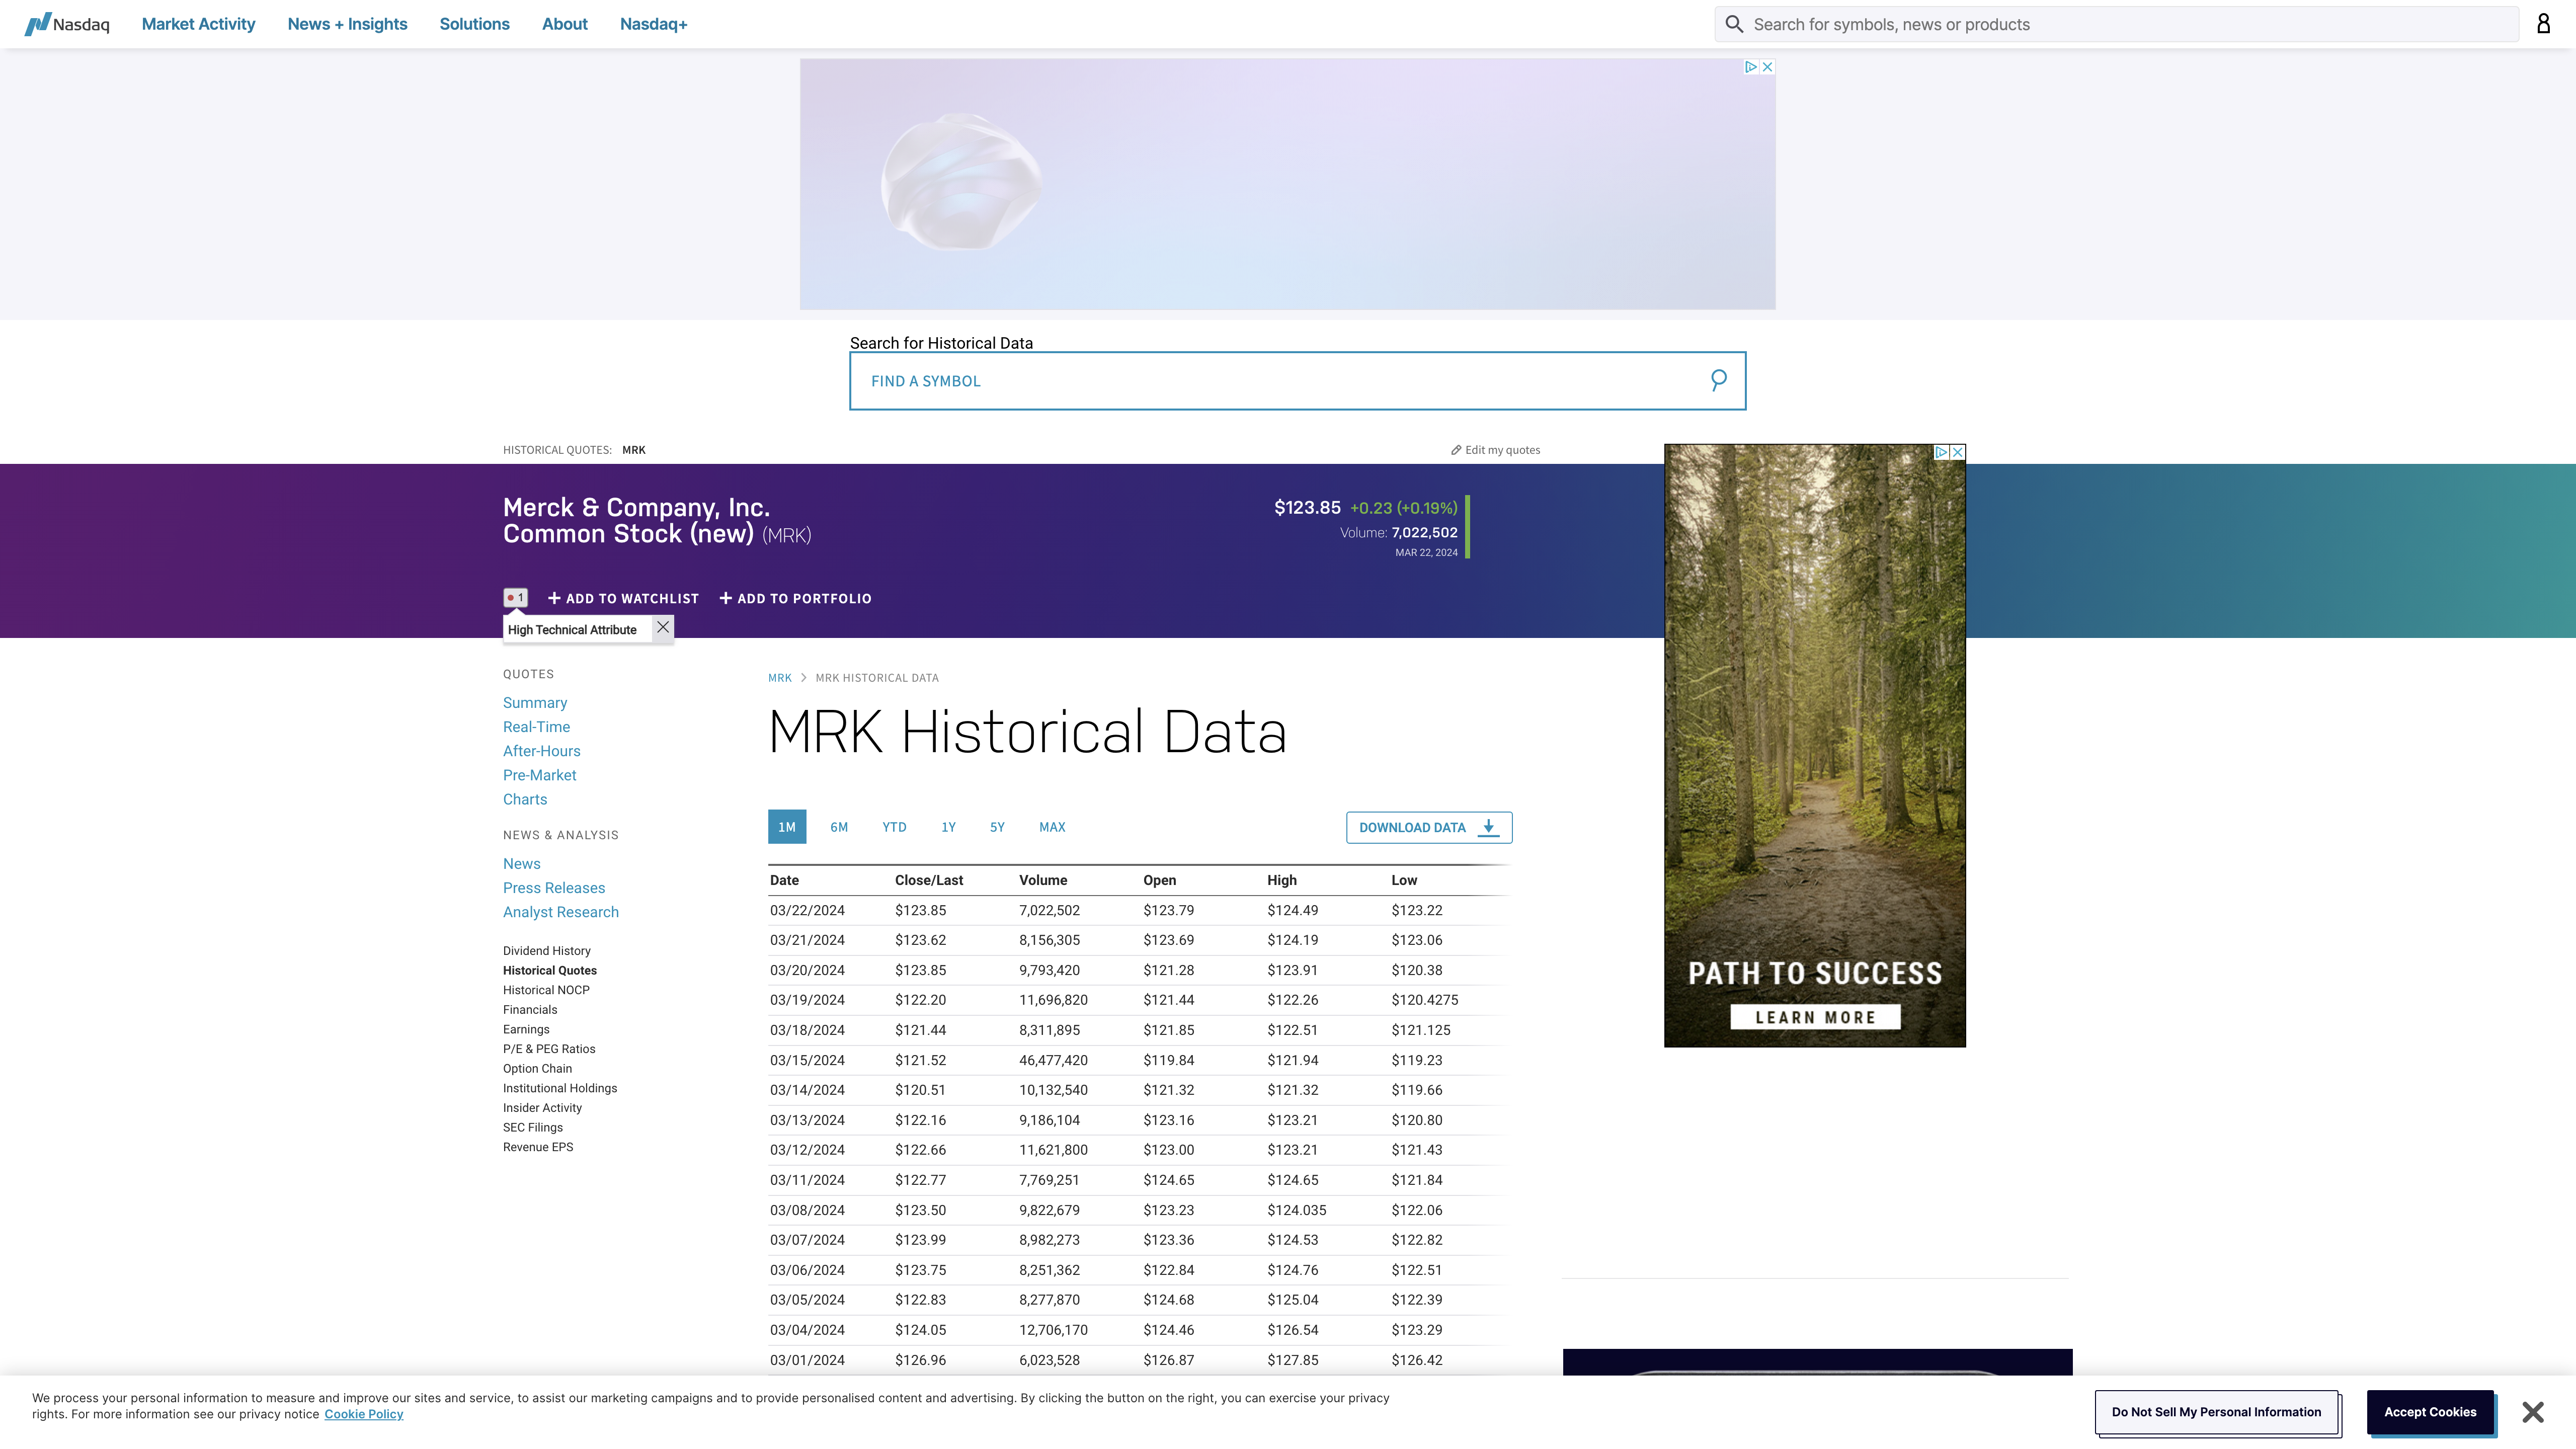 Nasdaq
Market Activity
News + Insights
Solutions
About
Nasdaq+
Search for symbols, news or products
Search for Historical Data
FIND A SYMBOL
HISTORICAL QUOTES: MRK
Edit my quotes
Merck & Company, Inc.
Common Stock (new) (MRK)
$123.85 +0.23 (+0.19%)
Volume: 7,022,502
MAR 22, 2024
1
ADD TO WATCHLIST
ADD TO PORTFOLIO
High Technical Attribute
QUOTES
Summary
Real-Time
After-Hours
Pre-Market
Charts
NEWS & ANALYSIS
News
Press Releases
Analyst Research
Dividend History
Historical Quotes
Historical NOCP
Financials
Earnings
P/E & PEG Ratios
Option Chain
Institutional Holdings
Insider Activity
SEC Filings
Revenue EPS
MRK > MRK HISTORICAL DATA
MRK Historical Data
1M 6M YTD 1Y 5Y MAX
DOWNLOAD DATA
Date Close/Last Volume Open High Low
03/22/2024 $123.85 7,022,502 $123.79 $124.49 $123.22
03/21/2024 $123.62 8,156,305 $123.69 $124.19 $123.06
03/20/2024 $123.85 9,793,420 $121.28 $123.91 $120.38
03/19/2024 $122.20 11,696,820 $121.44 $122.26 $120.4275
03/18/2024 $121.44 8,311,895 $121.85 $122.51 $121.125
03/15/2024 $121.52 46,477,420 $119.84 $121.94 $119.23
03/14/2024 $120.51 10,132,540 $121.32 $121.32 $119.66
03/13/2024 $122.16 9,186,104 $123.16 $123.21 $120.80
03/12/2024 $122.66 11,621,800 $123.00 $123.21 $121.43
03/11/2024 $122.77 7,769,251 $124.65 $124.65 $121.84
03/08/2024 $123.50 9,822,679 $123.23 $124.035 $122.06
03/07/2024 $123.99 8,982,273 $123.36 $124.53 $122.82
03/06/2024 $123.75 8,251,362 $122.84 $124.76 $122.51
03/05/2024 $122.83 8,277,870 $124.68 $125.04 $122.39
03/04/2024 $124.05 12,706,170 $124.46 $126.54 $123.29
03/01/2024 $126.96 6,023,528 $126.87 $127.85 $126.42
PATH TO SUCCESS
LEARN MORE
We process your personal information to measure and improve our sites and service, to assist our marketing campaigns and to provide personalised content and advertising. By clicking the button on the right, you can exercise your privacy
rights. For more information see our privacy notice Cookie Policy
Do Not Sell My Personal Information
Accept Cookies